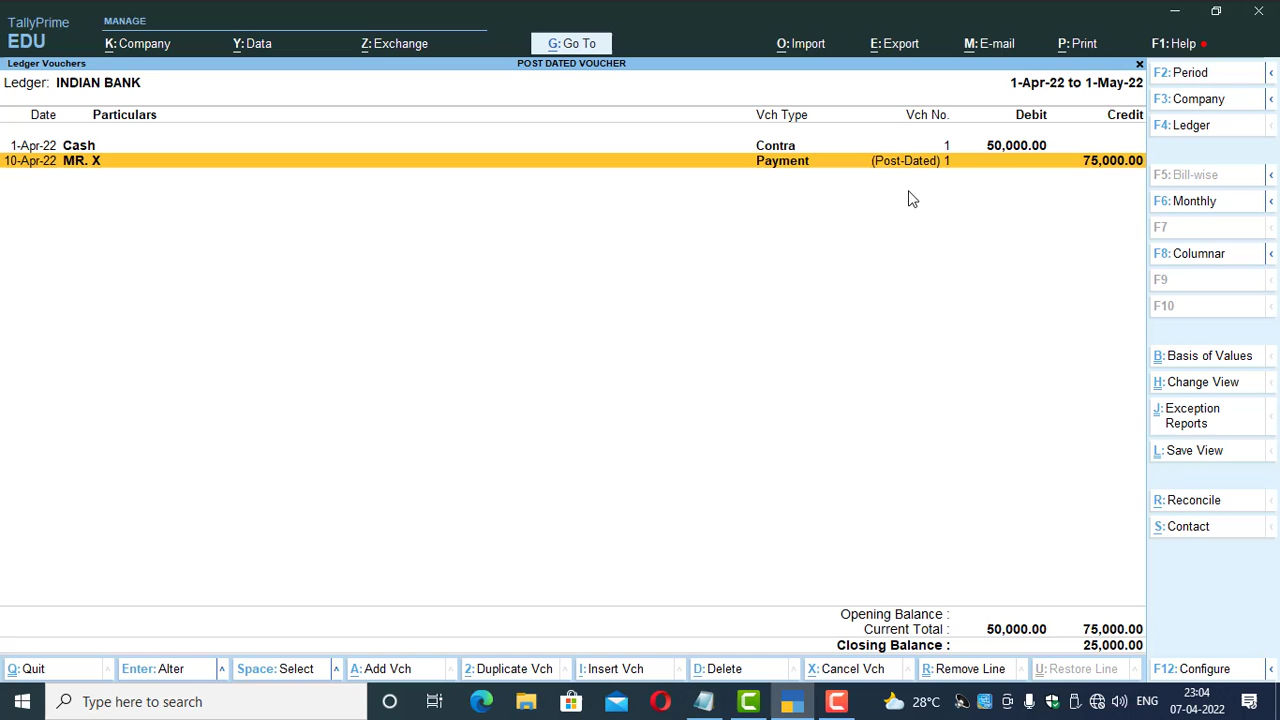 TallyPrime
EDU
MANAGE
K: Company
Y: Data
Z: Exchange
G: Go To
O: Import
E: Export
M: E-mail
P: Print
F1: Help
Ledger Vouchers
POST DATED VOUCHER
Ledger: INDIAN BANK
1-Apr-22 to 1-May-22
Date Particulars Vch Type Vch No. Debit Credit
1-Apr-22 Cash Contra 1 50,000.00
10-Apr-22 MR. X Payment (Post-Dated) 1 75,000.00
Opening Balance :
Current Total : 50,000.00 75,000.00
Closing Balance : 25,000.00
F2: Period
F3: Company
F4: Ledger
F5: Bill-wise
F6: Monthly
F7
F8: Columnar
F9
F10
B: Basis of Values
H: Change View
J: Exception
Reports
L: Save View
R: Reconcile
S: Contact
Q: Quit
Enter: Alter
Space: Select
A: Add Vch
2: Duplicate Vch
I: Insert Vch
D: Delete
X: Cancel Vch
R: Remove Line
U: Restore Line
F12: Configure
Type here to search
28°C
ENG
23:04
07-04-2022